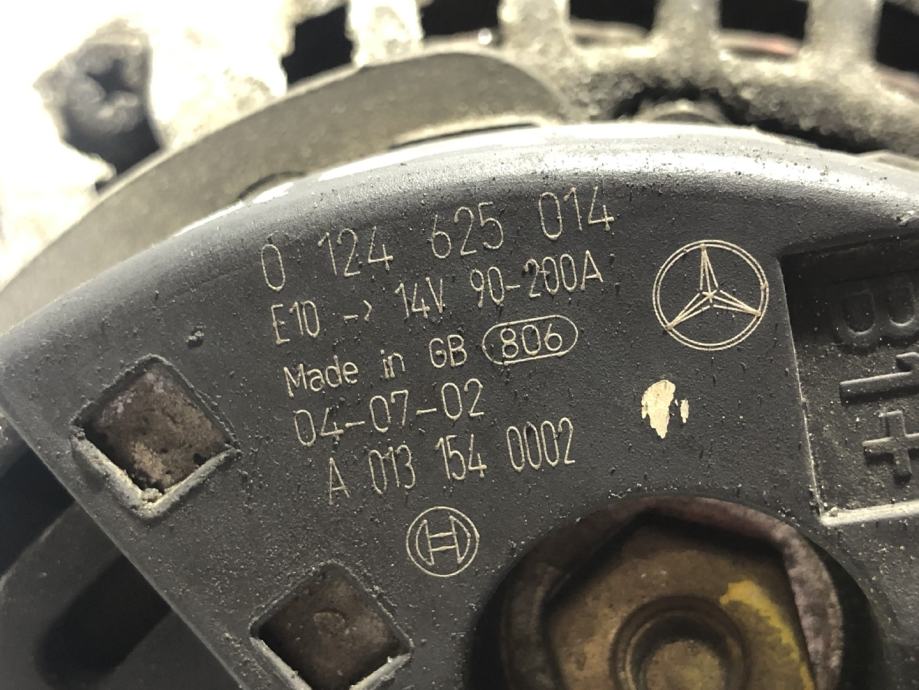 0 124 625 014
E10 -> 14V 90-200A
Made in GB 806
04-07-02
A 013 154 0002
B+